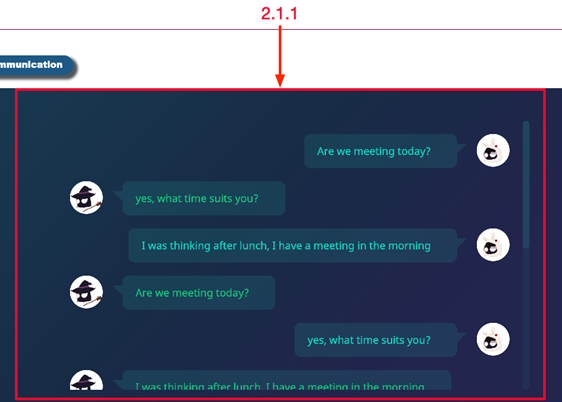 2.1.1
mmunication
Are we meeting today?
yes, what time suits you?
I was thinking after lunch, I have a meeting in the morning
Are we meeting today?
yes, what time suits you?
I was thinking after lunch, I have a meeting in the morning